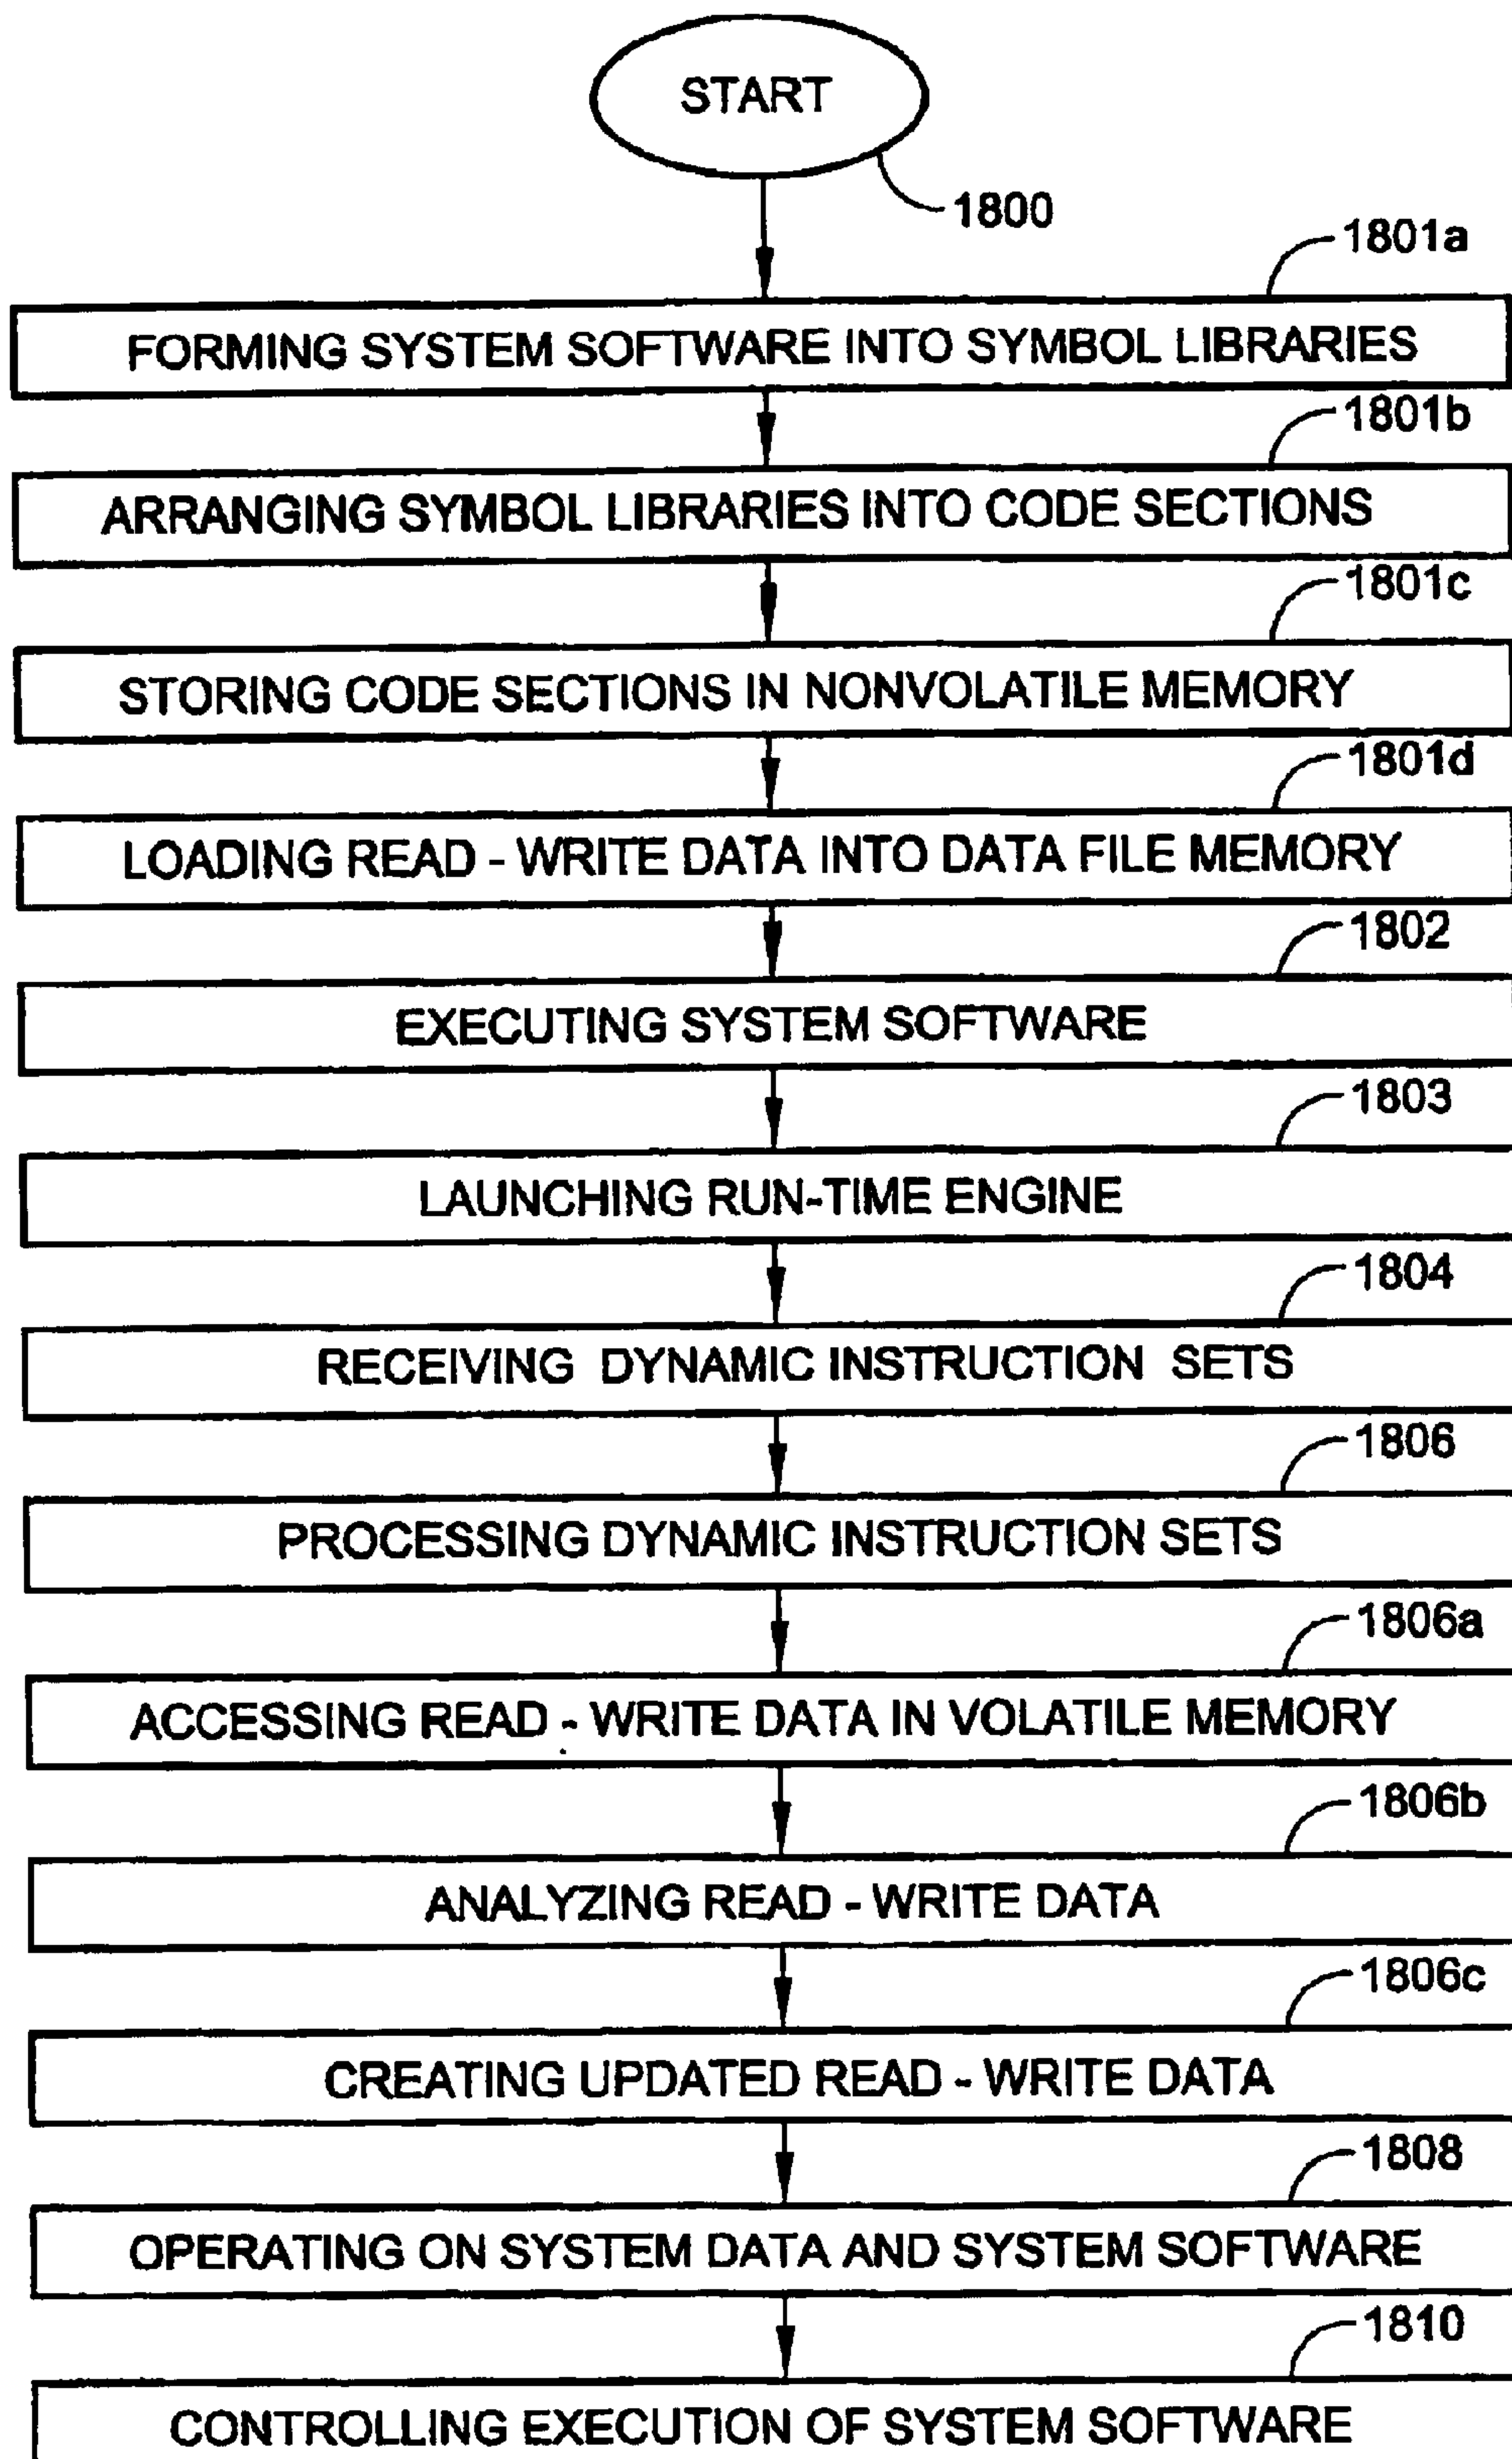 START
1800
1801a
FORMING SYSTEM SOFTWARE INTO SYMBOL LIBRARIES
1801b
ARRANGING SYMBOL LIBRARIES INTO CODE SECTIONS
1801c
STORING CODE SECTIONS IN NONVOLATILE MEMORY
1801d
LOADING READ - WRITE DATA INTO DATA FILE MEMORY
1802
EXECUTING SYSTEM SOFTWARE
1803
LAUNCHING RUN-TIME ENGINE
1804
RECEIVING DYNAMIC INSTRUCTION SETS
1806
PROCESSING DYNAMIC INSTRUCTION SETS
1806a
ACCESSING READ - WRITE DATA IN VOLATILE MEMORY
1806b
ANALYZING READ - WRITE DATA
1806c
CREATING UPDATED READ - WRITE DATA
1808
OPERATING ON SYSTEM DATA AND SYSTEM SOFTWARE
1810
CONTROLLING EXECUTION OF SYSTEM SOFTWARE